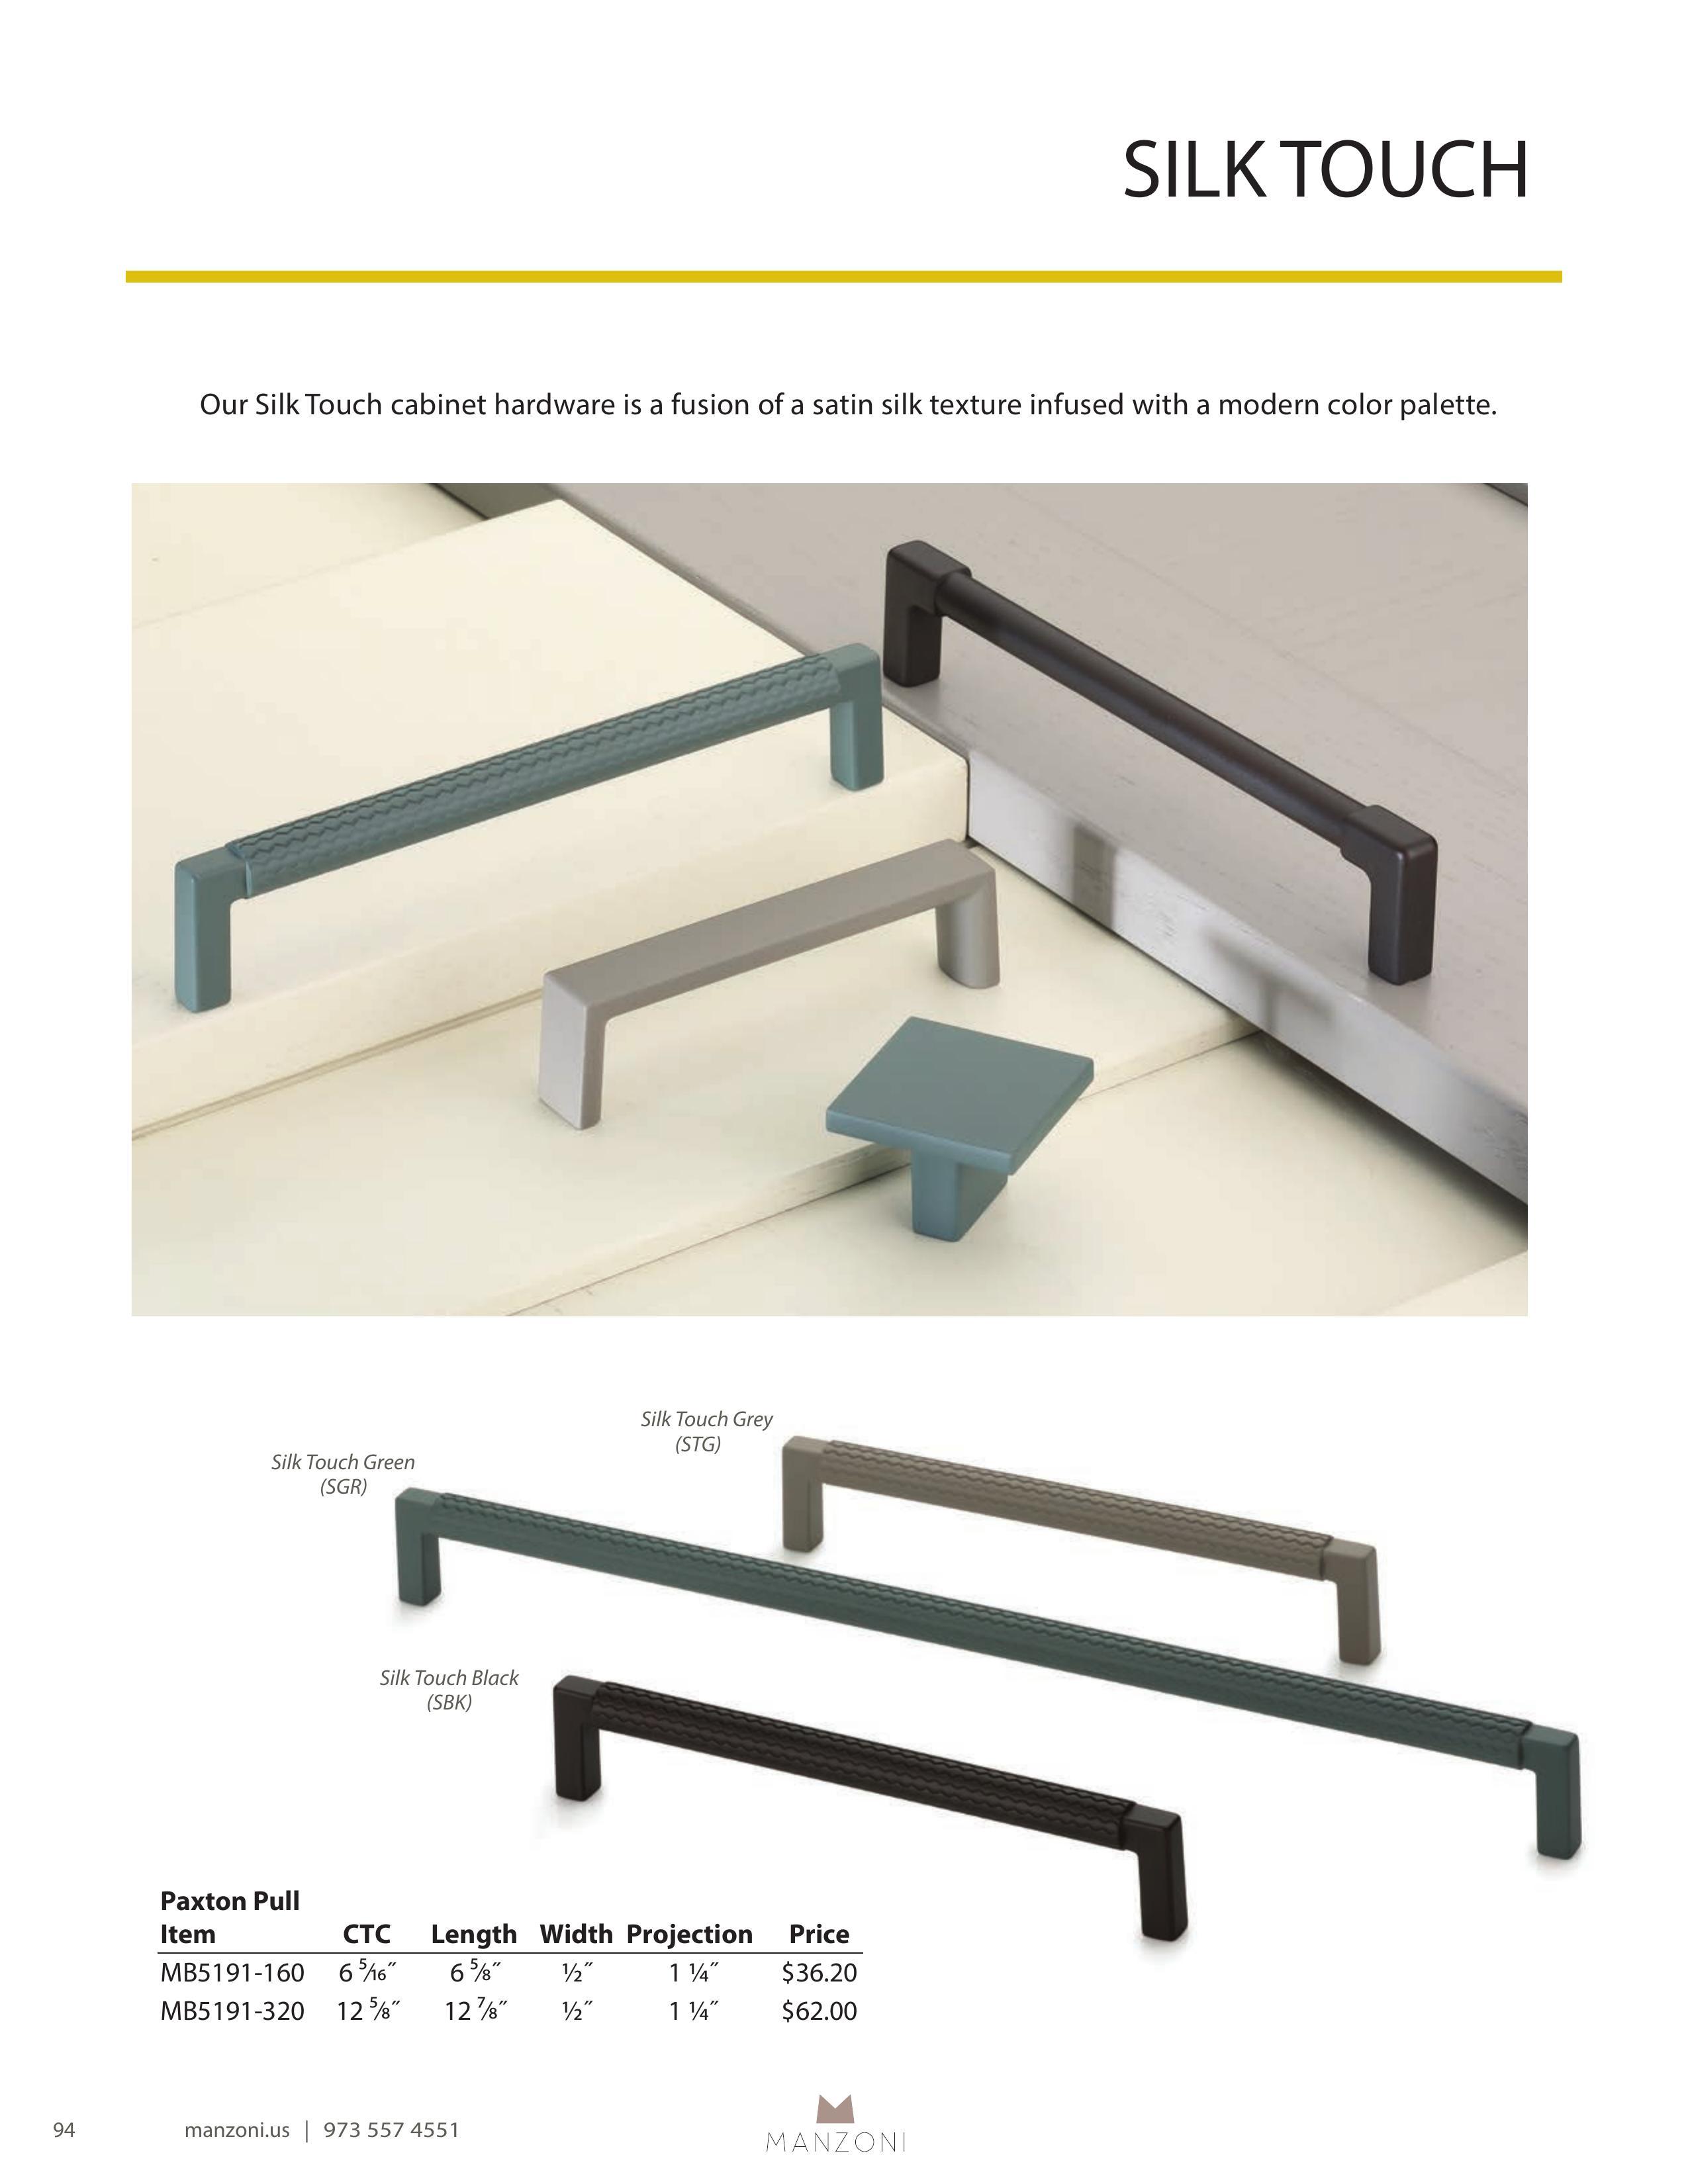 SILK TOUCH
Our Silk Touch cabinet hardware is a fusion of a satin silk texture infused with a modern color palette.
Silk Touch Grey
(STG)
Silk Touch Green
(SGR)
Silk Touch Black
(SBK)
Paxton Pull
Item CTC Length Width Projection Price
MB5191-160 6 5⁄16˝ 6 5⁄8˝ ½˝ 1 ¼˝ $36.20
MB5191-320 12 5⁄8˝ 12 7⁄8˝ ½˝ 1 ¼˝ $62.00
94 manzoni.us | 973 557 4551
MANZONI